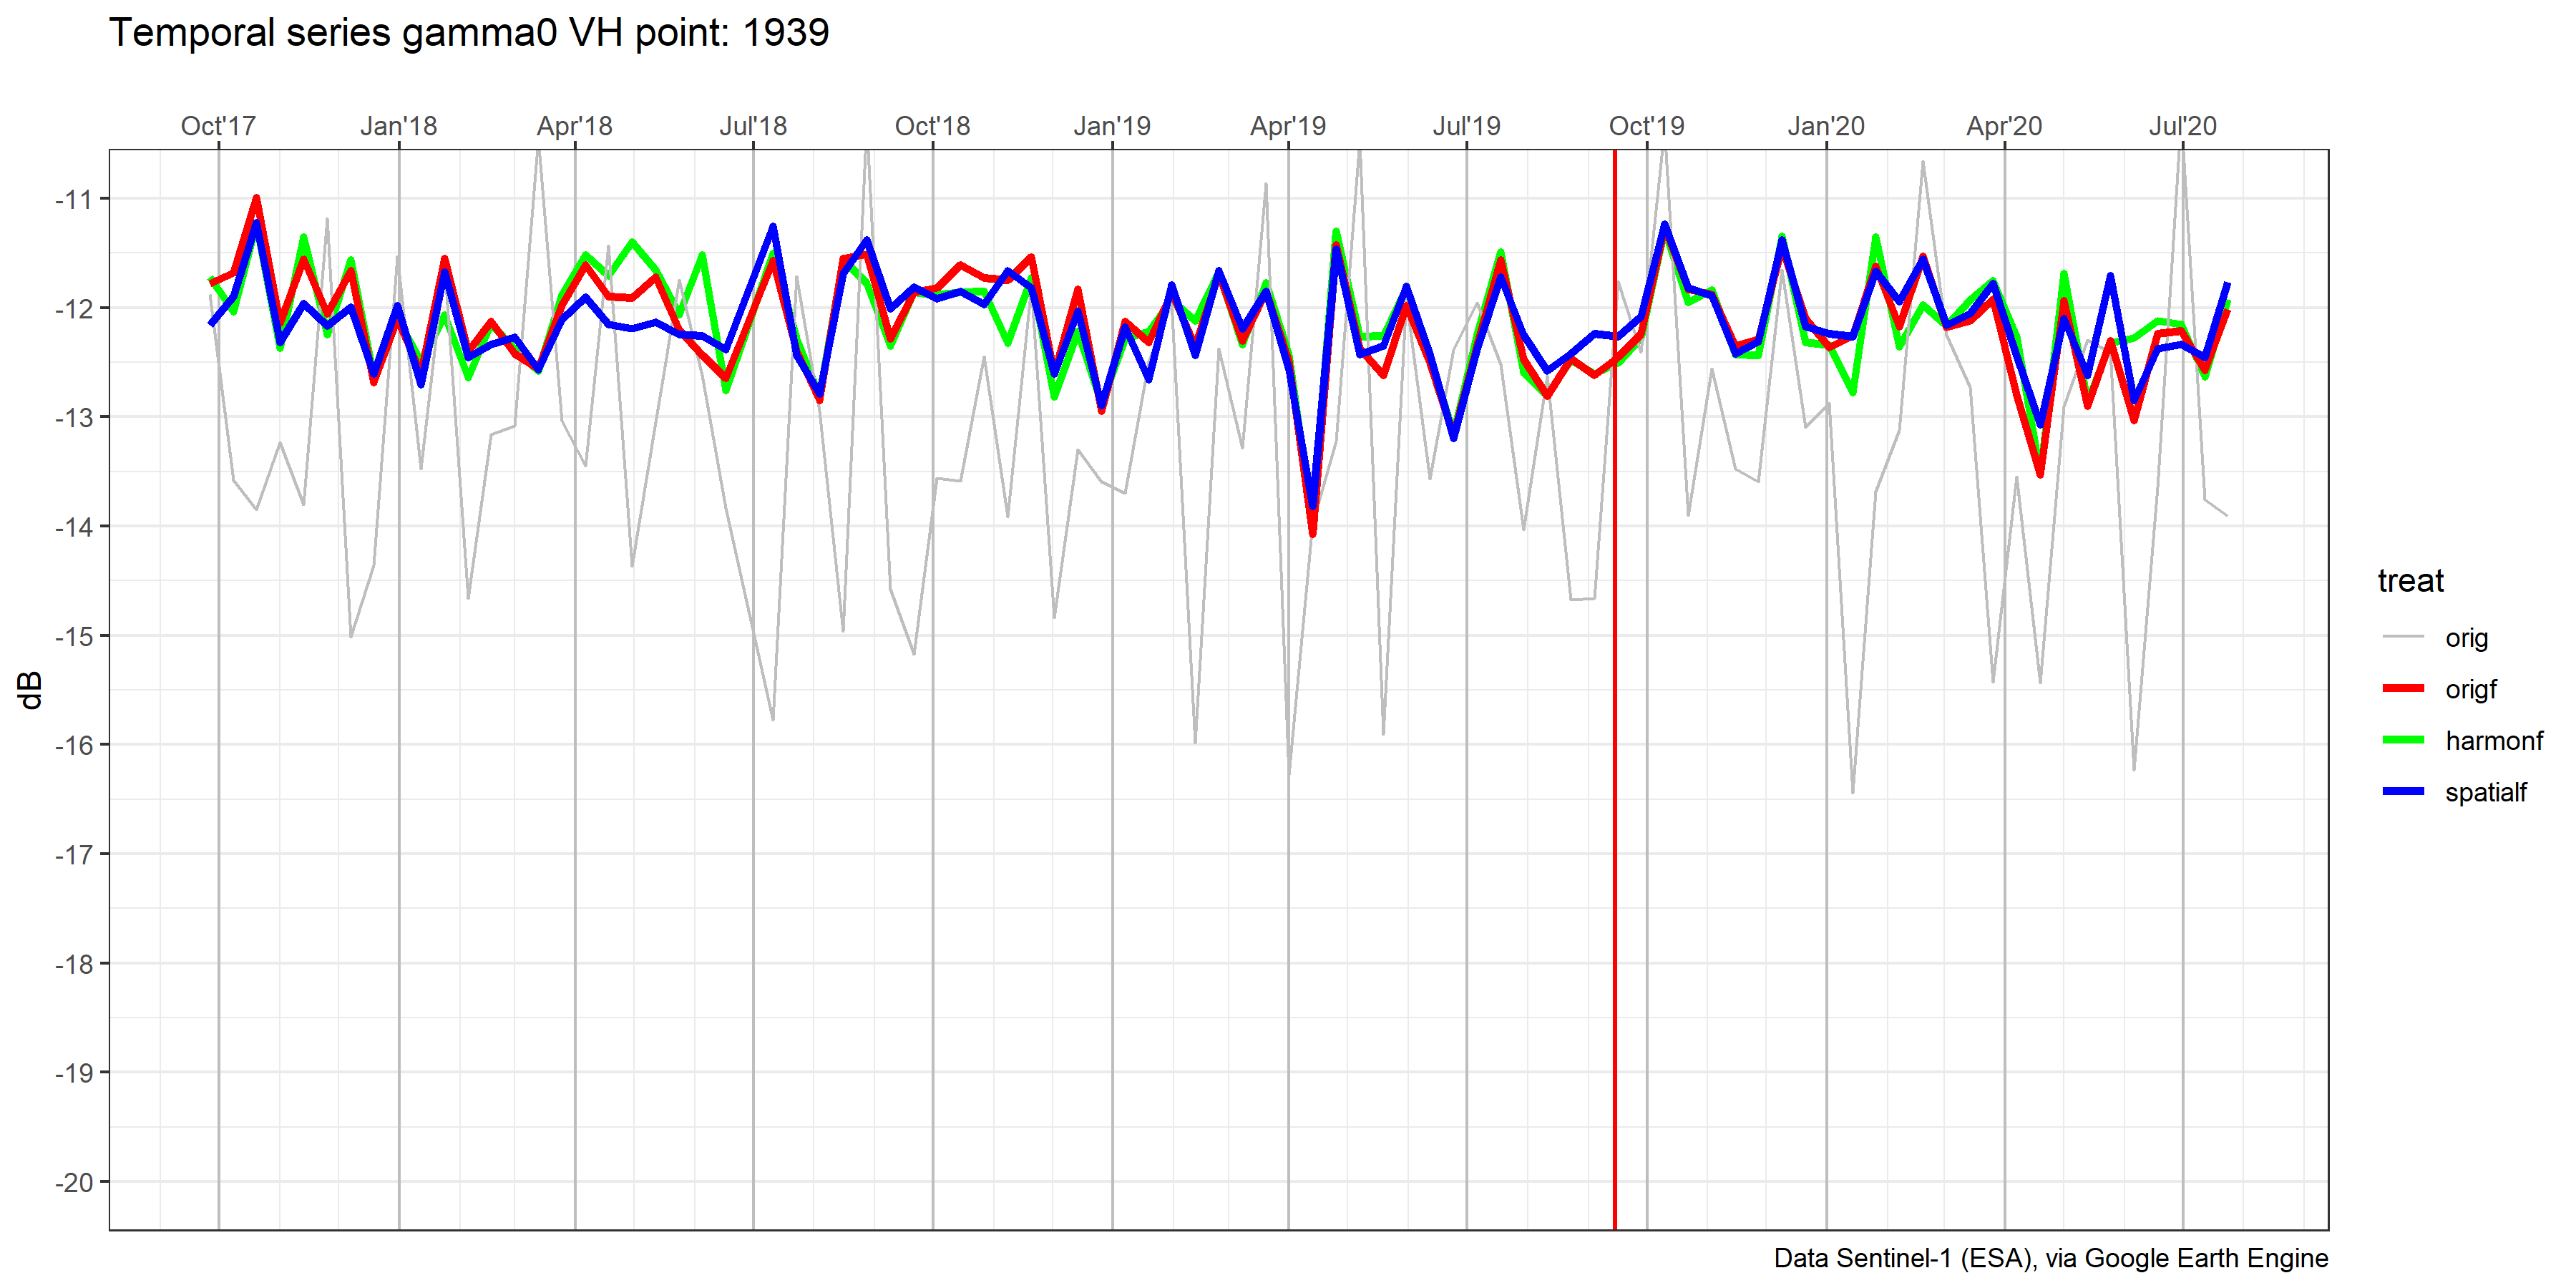 Temporal series gamma0 VH point: 1939
Oct'17 Jan'18 Apr'18 Jul'18 Oct'18 Jan'19 Apr'19 Jul'19 Oct'19 Jan'20 Apr'20 Jul'20
-11
-12
-13
-14
-15
-16
-17
-18
-19
-20
dB
treat
orig
origf
harmonf
spatialf
Data Sentinel-1 (ESA), via Google Earth Engine